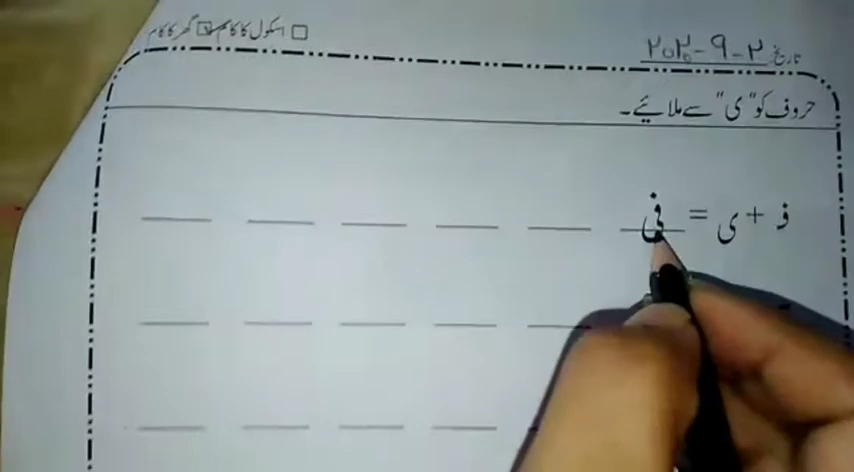 □ اسکول کا کام ☑ گھر کا کام
تاریخ ۲-۹-۲۰۲۰
حروف کو "ی" سے ملائیے۔
ف + ی = فی